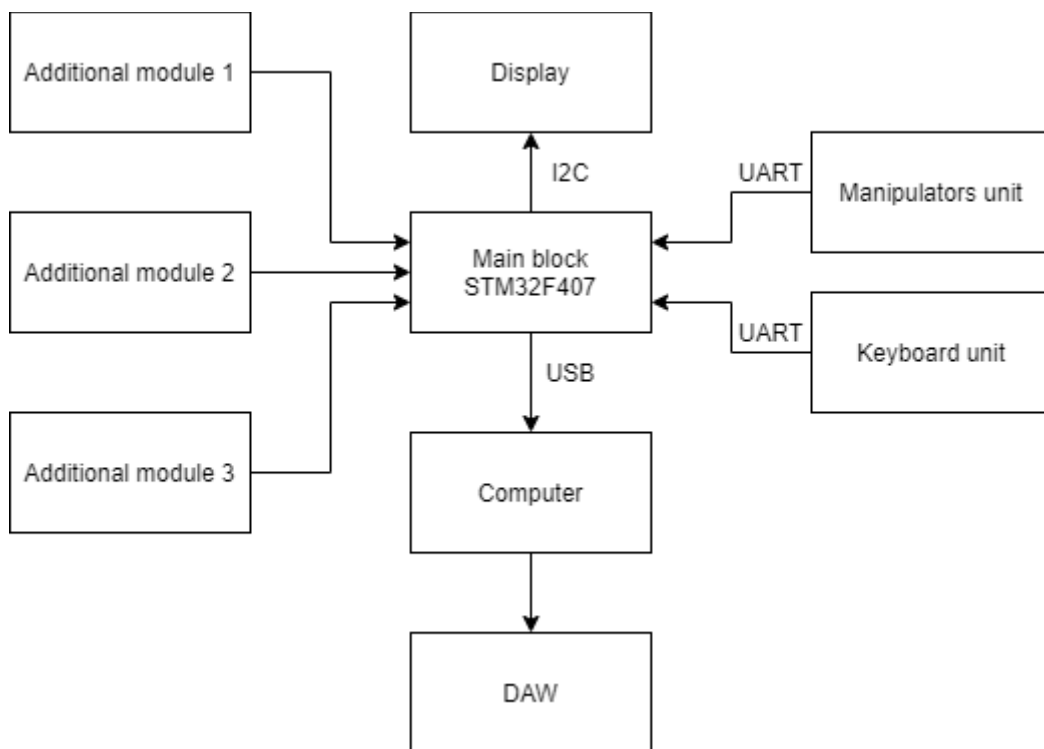 Additional module 1
Display
I2C
UART
Manipulators unit
Additional module 2
Main block
STM32F407
UART
Keyboard unit
USB
Additional module 3
Computer
DAW